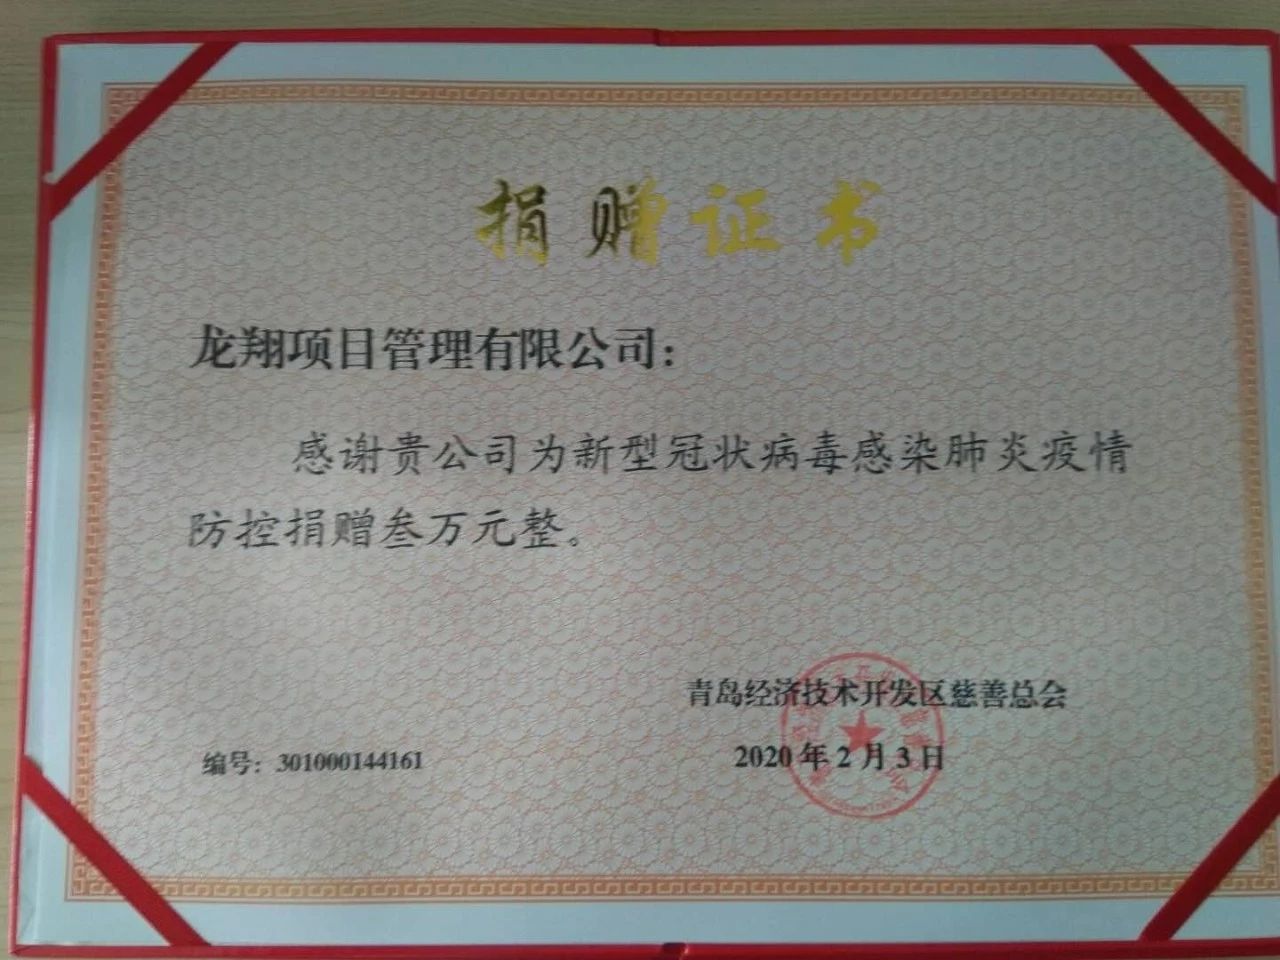 捐赠证书
龙翔项目管理有限公司：
感谢贵公司为新型冠状病毒感染肺炎疫情
防控捐赠叁万元整。
青岛经济技术开发区慈善总会
编号：301000144161
2020年2月3日